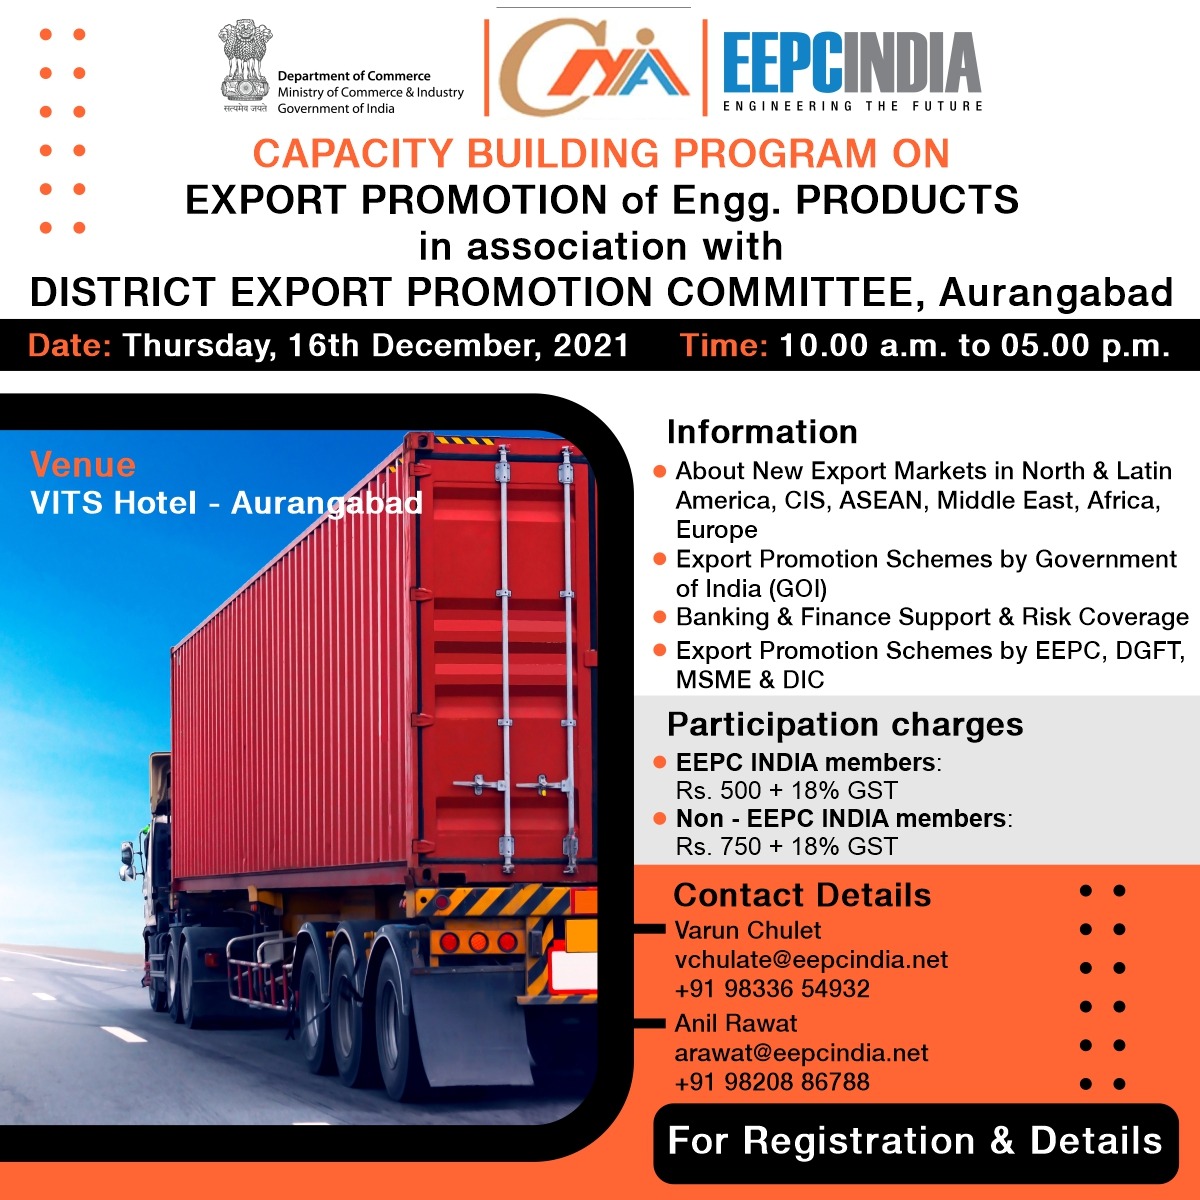 सत्यमेव जयते
Department of Commerce
Ministry of Commerce & Industry
Government of India
CMIA
EEPCINDIA
ENGINEERING THE FUTURE
CAPACITY BUILDING PROGRAM ON
EXPORT PROMOTION of Engg. PRODUCTS
in association with
DISTRICT EXPORT PROMOTION COMMITTEE, Aurangabad
Date: Thursday, 16th December, 2021 Time: 10.00 a.m. to 05.00 p.m.
Venue
VITS Hotel - Aurangabad
Information
About New Export Markets in North & Latin
America, CIS, ASEAN, Middle East, Africa,
Europe
Export Promotion Schemes by Government
of India (GOI)
Banking & Finance Support & Risk Coverage
Export Promotion Schemes by EEPC, DGFT,
MSME & DIC
Participation charges
EEPC INDIA members:
Rs. 500 + 18% GST
Non - EEPC INDIA members:
Rs. 750 + 18% GST
Contact Details
Varun Chulet
vchulate@eepcindia.net
+91 98336 54932
Anil Rawat
arawat@eepcindia.net
+91 98208 86788
For Registration & Details